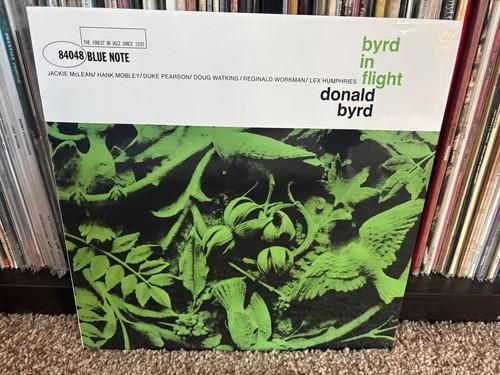 THE FINEST IN JAZZ SINCE 1939
84048 BLUE NOTE
JACKIE McLEAN/ HANK MOBLEY/ DUKE PEARSON/ DOUG WATKINS/ REGINALD WORKMAN/ LEX HUMPHRIES
byrd
in
flight
donald
byrd